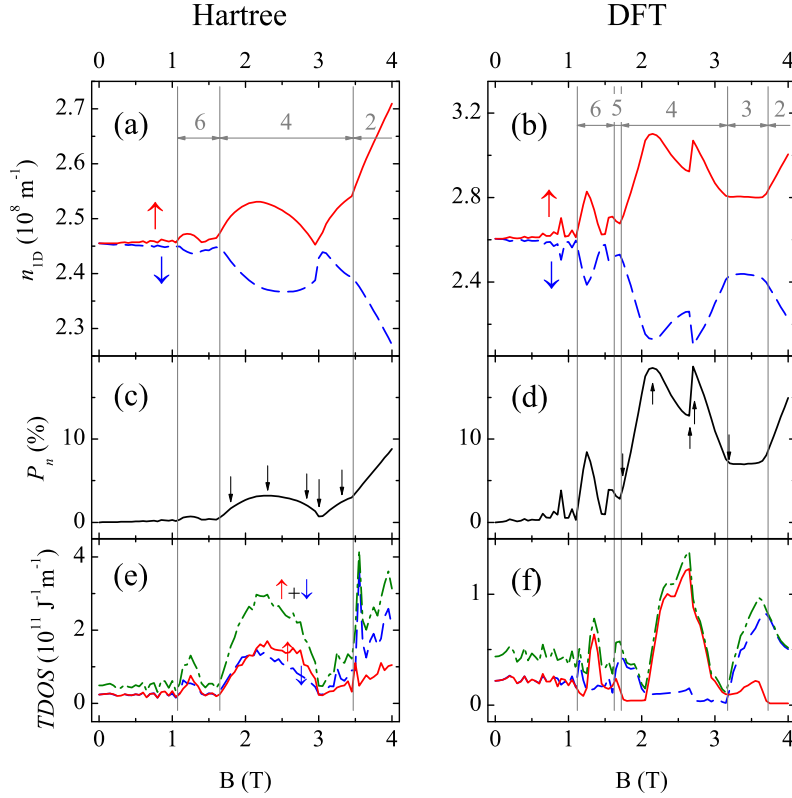 Hartree
DFT
0 1 2 3 4
0 1 2 3 4
(a)
6 4 2
2.7
2.6
2.5
2.4
2.3
n1D (10^8 m^-1)
↑
↓
(b)
6 5 4 3 2
3.2
2.8
2.4
↑
↓
(c)
10
0
Pn (%)
(d)
10
0
(e)
4
2
0
TDOS (10^11 J^-1m^-1)
↑+↓
↑
↓
(f)
1
0
0 1 2 3 4
0 1 2 3 4
B (T)
B (T)